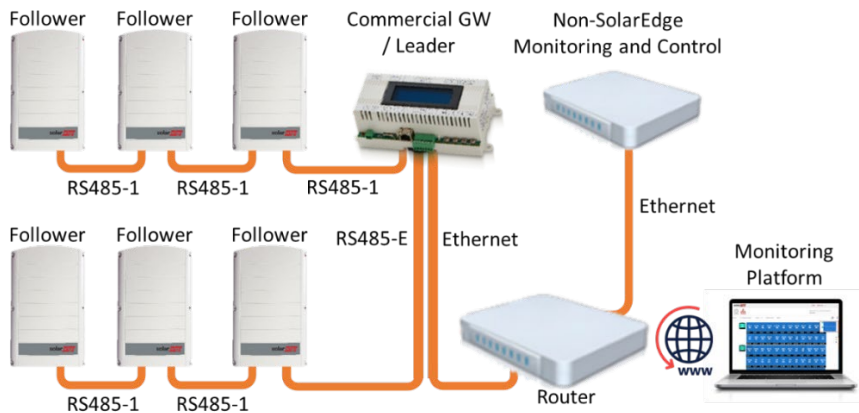 Follower
Follower
Follower
Commercial GW
/ Leader
Non-SolarEdge
Monitoring and Control
RS485-1
RS485-1
RS485-1
Ethernet
Follower
Follower
Follower
RS485-E
Ethernet
Monitoring
Platform
www
RS485-1
RS485-1
Router